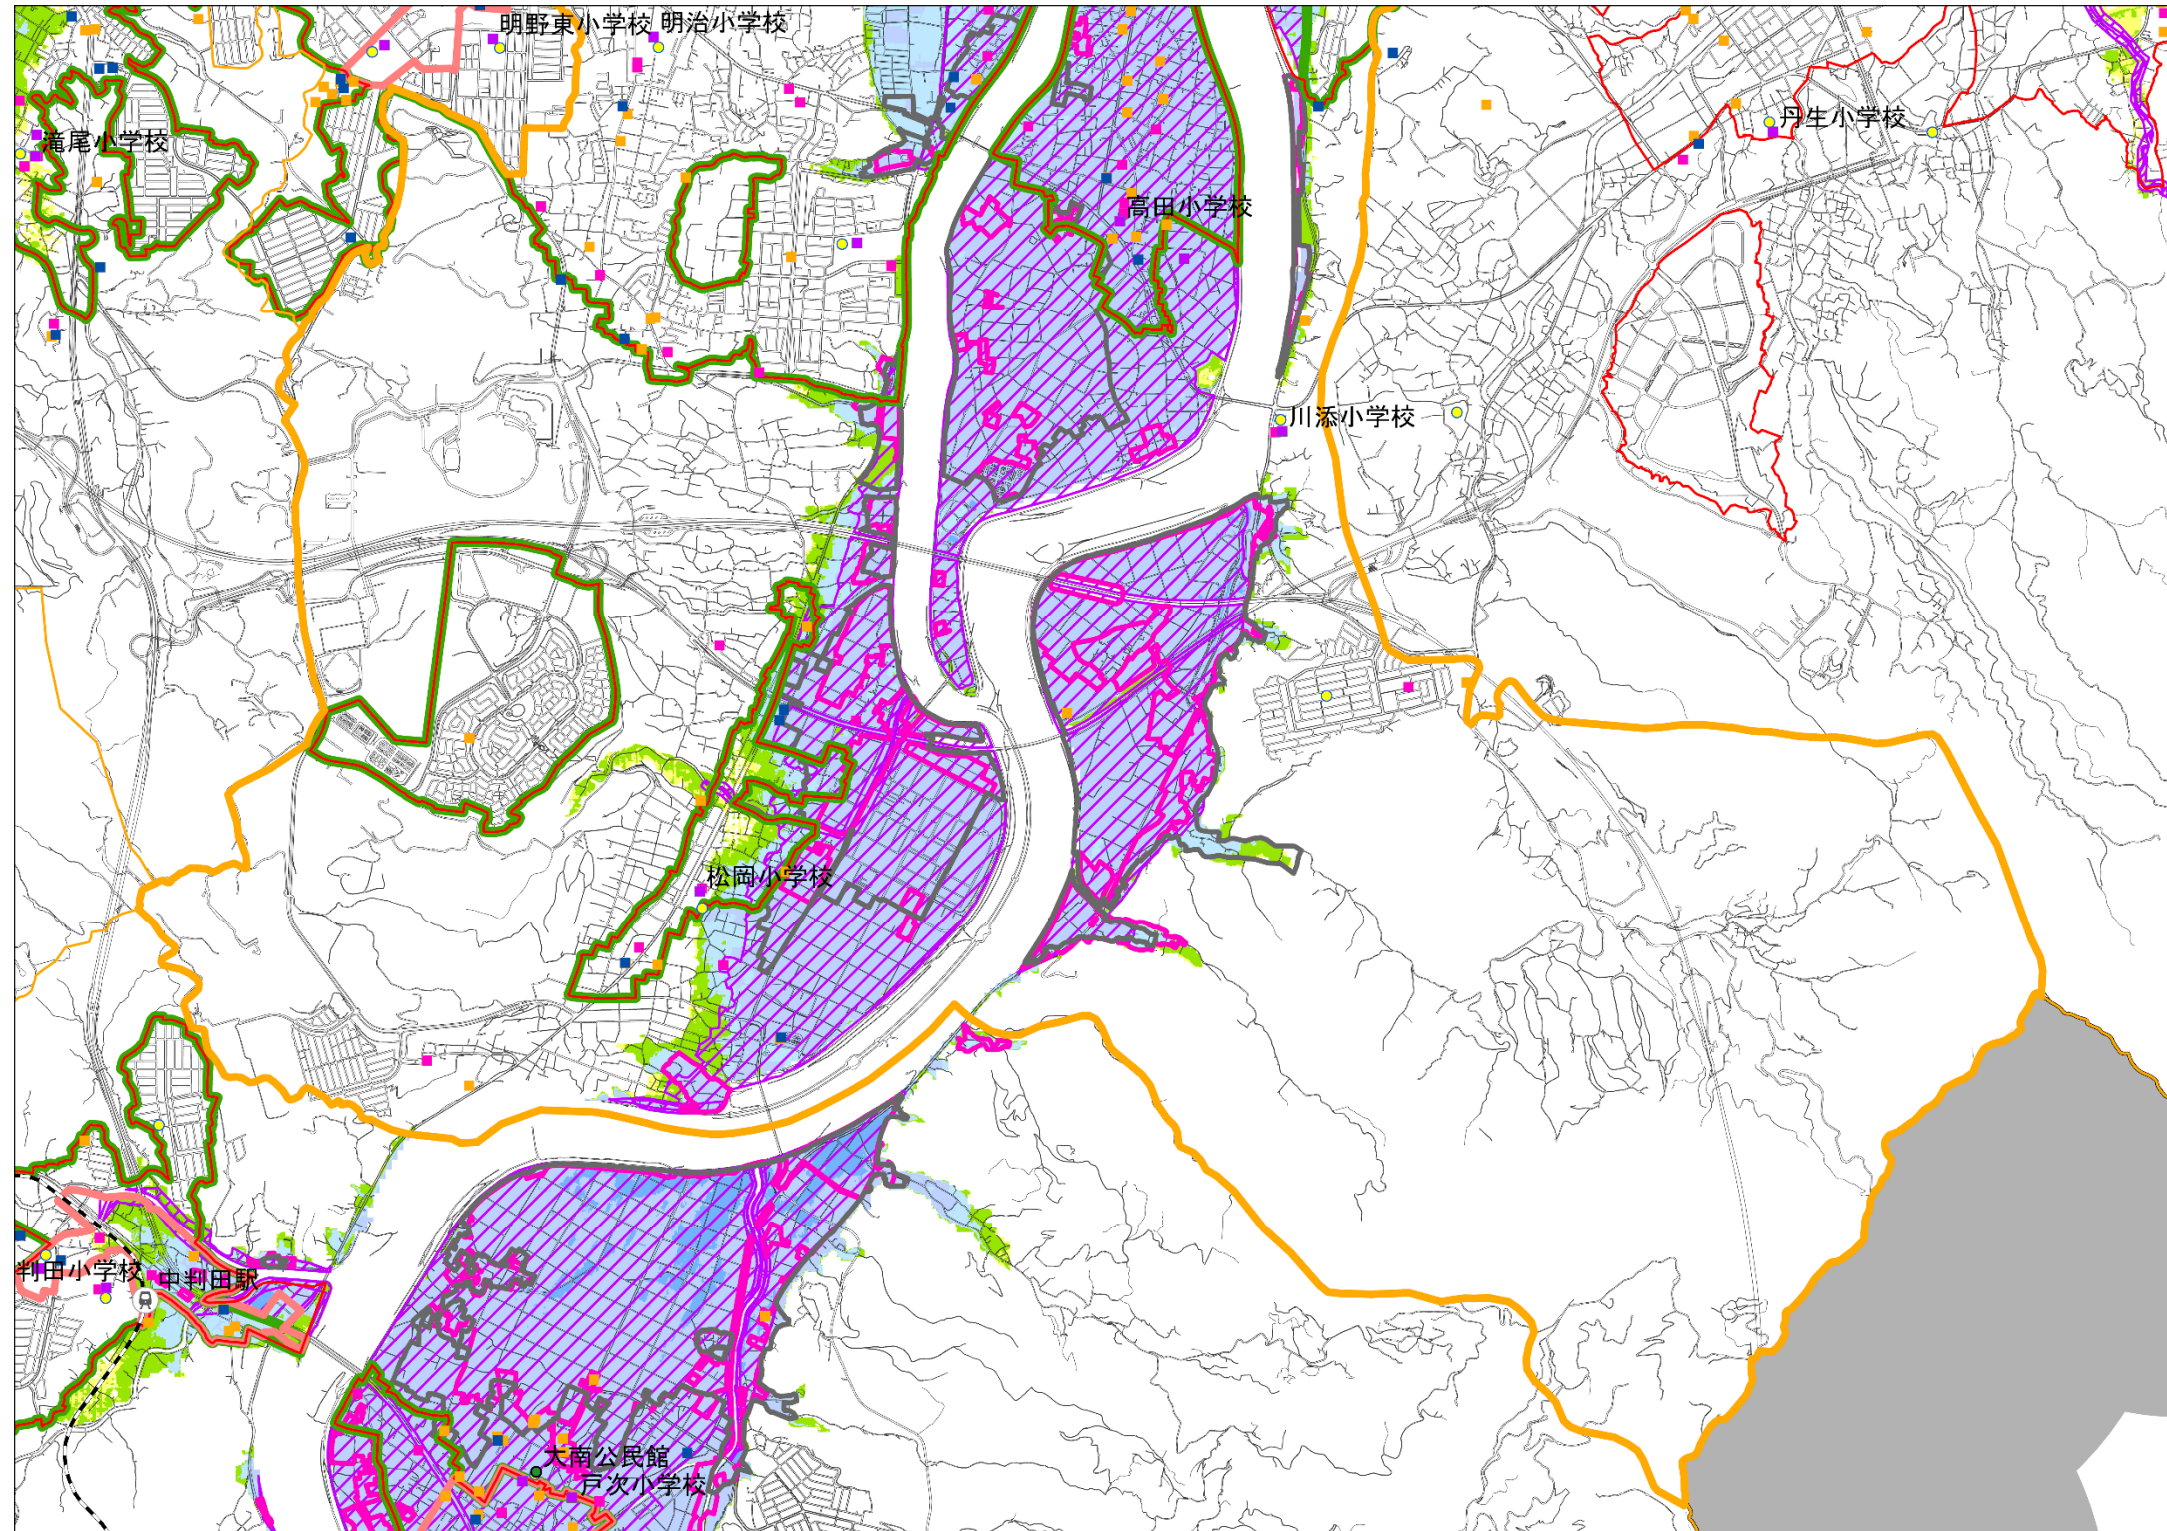 明野東小学校
明治小学校
滝尾小学校
丹生小学校
高田小学校
川添小学校
松岡小学校
判田小学校
中判田駅
大南公民館
戸次小学校